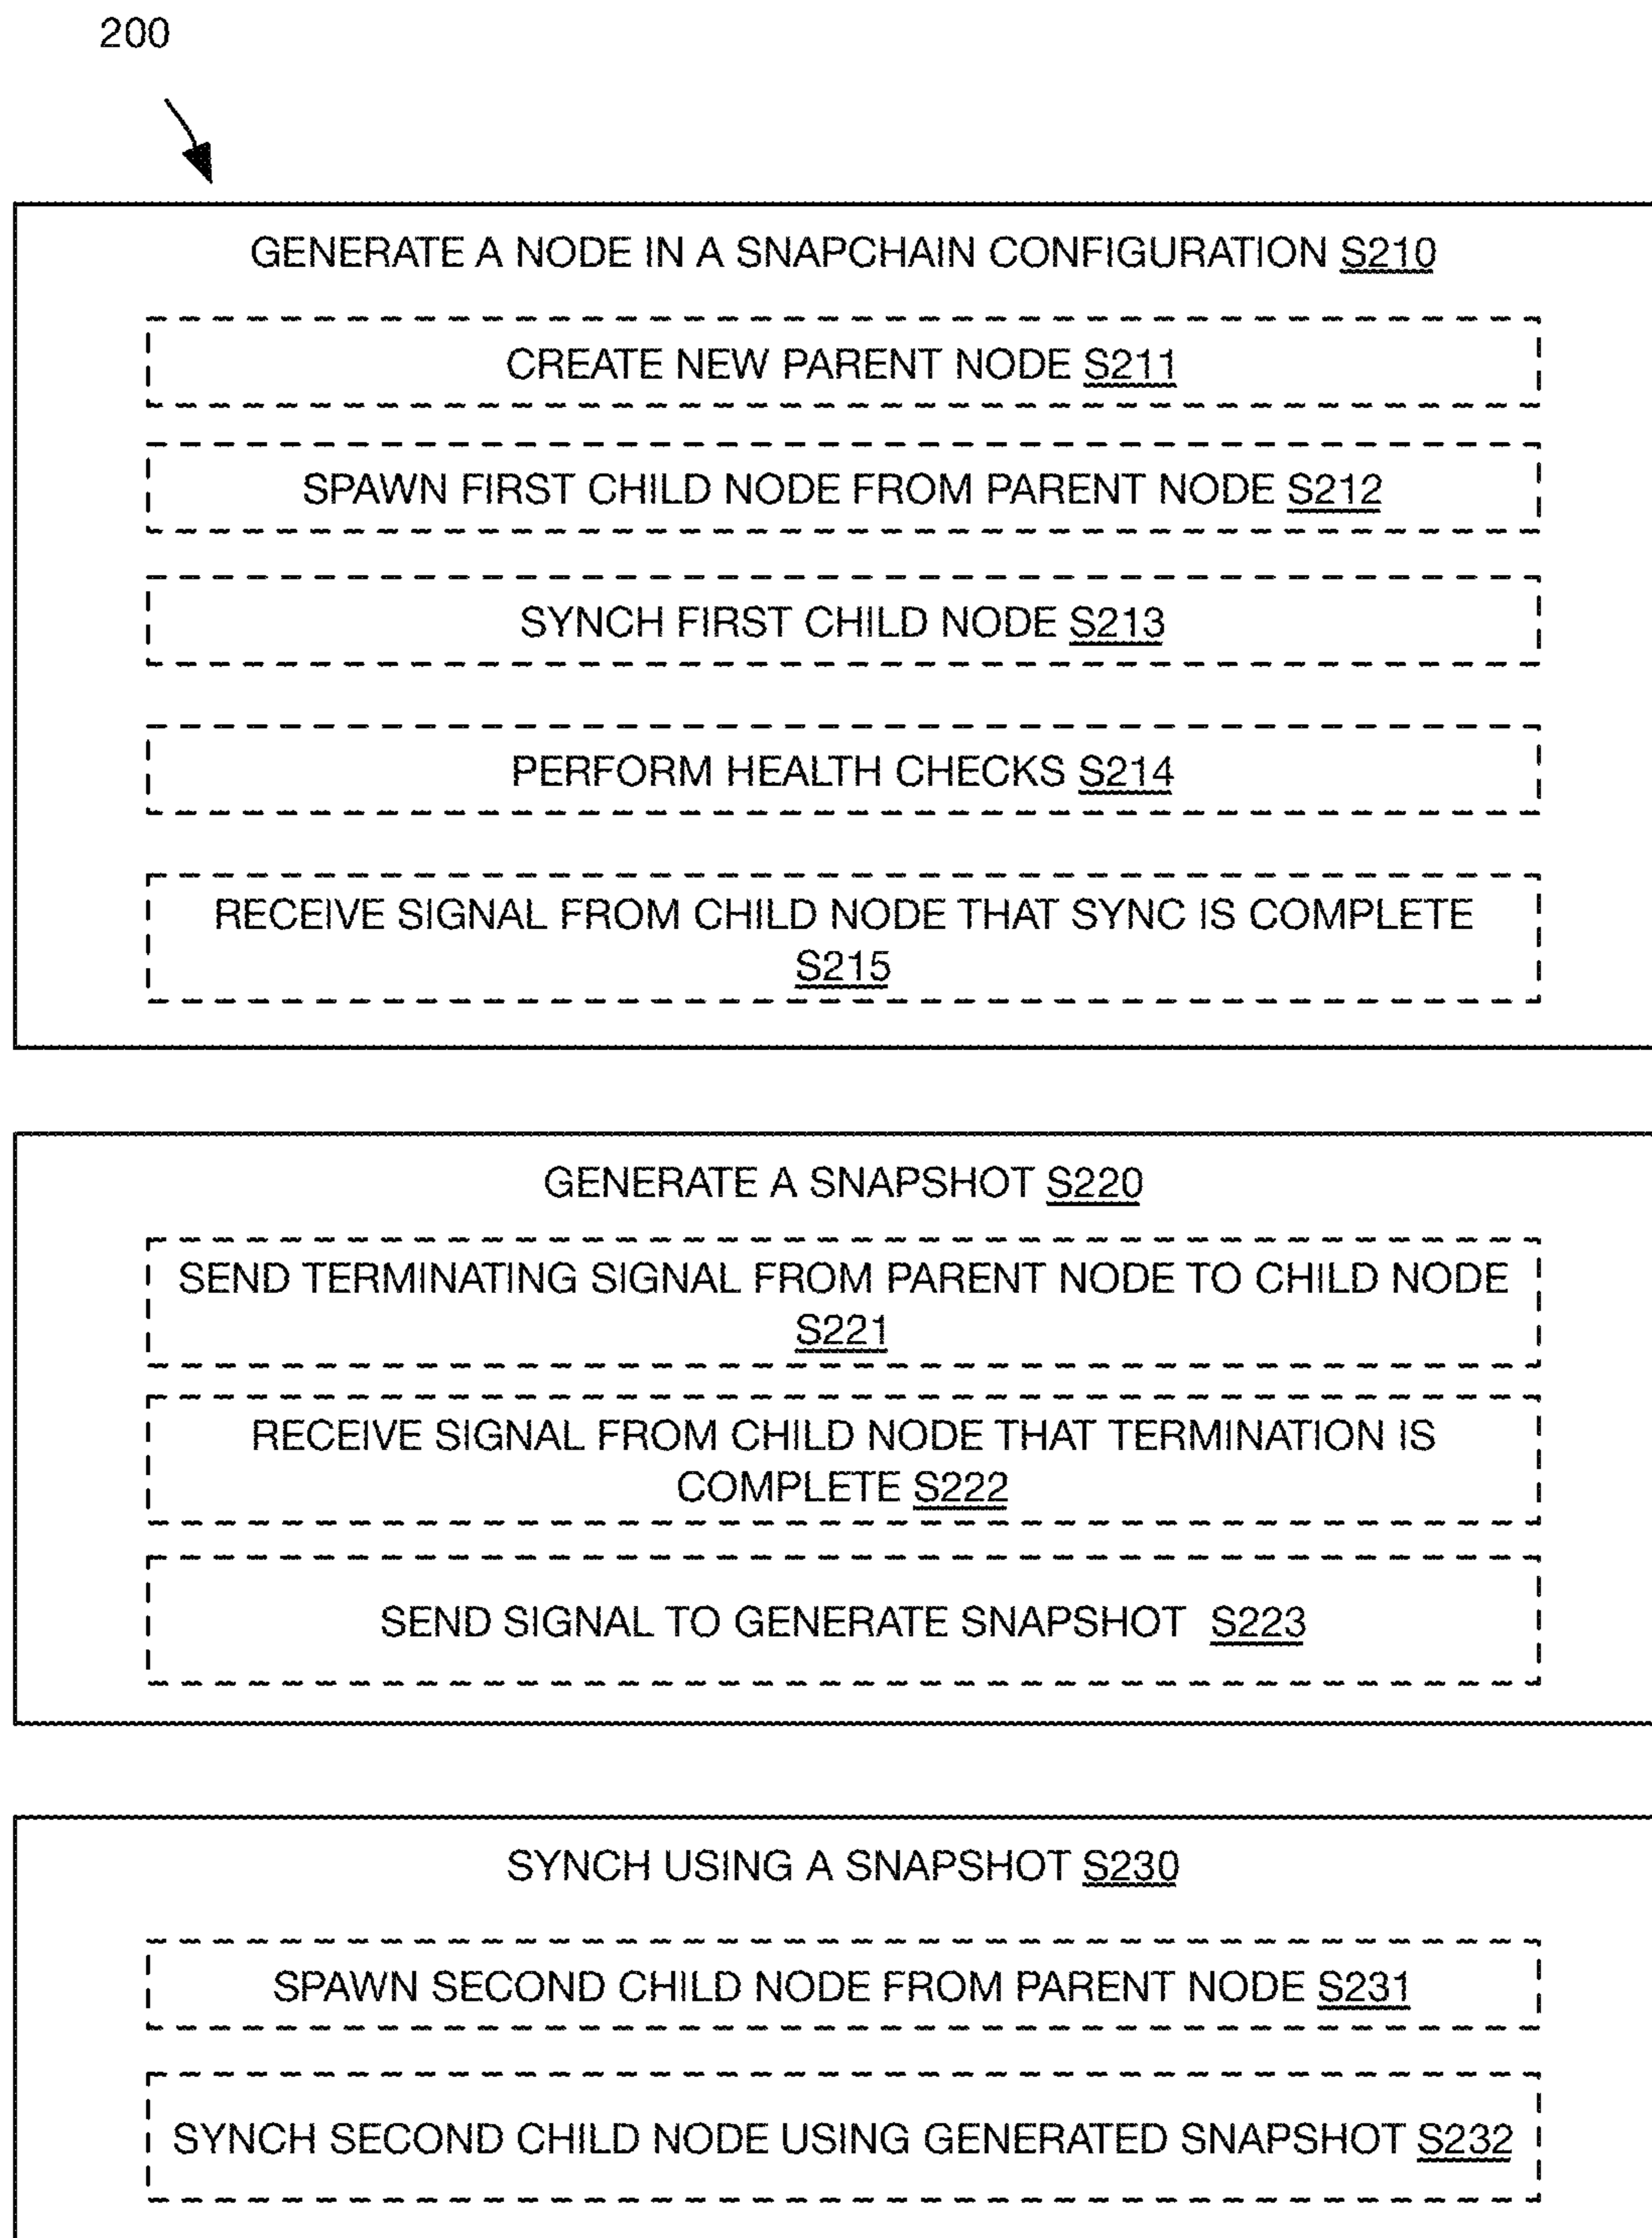 200
GENERATE A NODE IN A SNAPCHAIN CONFIGURATION S210
CREATE NEW PARENT NODE S211
SPAWN FIRST CHILD NODE FROM PARENT NODE S212
SYNCH FIRST CHILD NODE S213
PERFORM HEALTH CHECKS S214
RECEIVE SIGNAL FROM CHILD NODE THAT SYNC IS COMPLETE
S215
GENERATE A SNAPSHOT S220
SEND TERMINATING SIGNAL FROM PARENT NODE TO CHILD NODE
S221
RECEIVE SIGNAL FROM CHILD NODE THAT TERMINATION IS
COMPLETE S222
SEND SIGNAL TO GENERATE SNAPSHOT S223
SYNCH USING A SNAPSHOT S230
SPAWN SECOND CHILD NODE FROM PARENT NODE S231
SYNCH SECOND CHILD NODE USING GENERATED SNAPSHOT S232